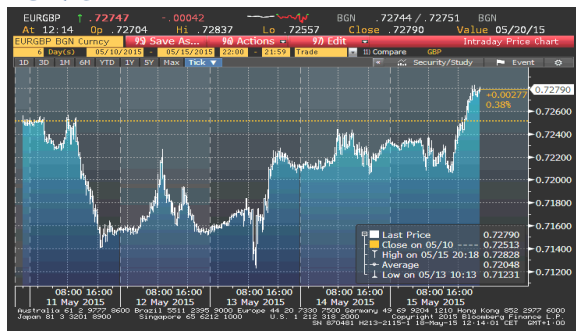 EURGBP ↑ .72747 -.00042 BGN .72744 / .72751 BGN
At 12:14 Op .72704 Hi .72837 Lo .72557 Close .72790 Value 05/20/15
EURGBP BGN Curncy 99) Save As... 98) Actions 97) Edit Intraday Price Chart
6 Day(s) 05/10/2015 - 05/15/2015 22:00 - 21:59 Trade Compare GBP
1D 3D 1M 6M YTD 1Y 5Y Max Tick Security/Study Event
+0.00277
0.38%
0.72790
0.72600
0.72400
0.72200
0.72000
0.71800
0.71600
0.71400
0.71200
Last Price 0.72790
Close on 05/10 ---- 0.72513
High on 05/15 20:18 0.72828
Average 0.72048
Low on 05/13 10:13 0.71231
08:00 16:00 08:00 16:00 08:00 16:00 08:00 16:00 08:00 16:00
11 May 2015 12 May 2015 13 May 2015 14 May 2015 15 May 2015
Australia 61 2 9777 8600 Brazil 5511 2395 9000 Europe 44 20 7330 7500 Germany 49 69 9204 1210 Hong Kong 852 2977 6000
Japan 81 3 3201 8900 Singapore 65 6212 1000 U.S. 1 212 318 2000 Copyright 2015 Bloomberg Finance L.P.
SN 870481 H213-2115-1 18-May-15 12:14:01 CET GMT+1:00